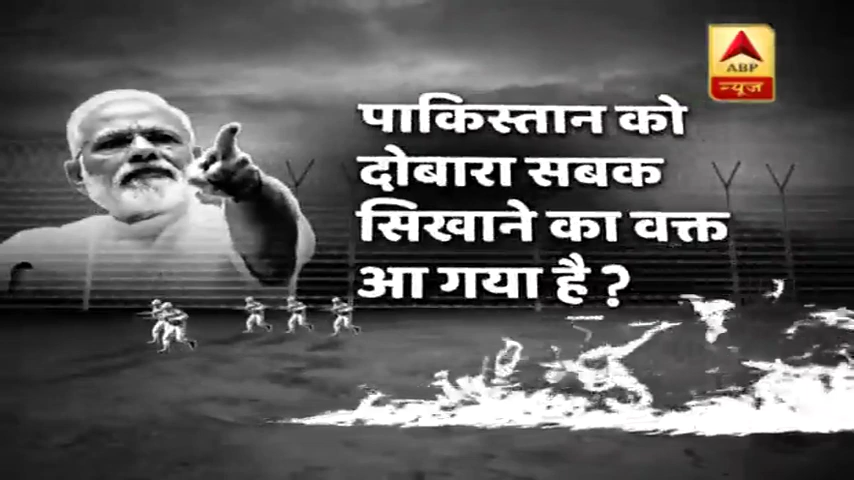 ABP
न्यूज़
पाकिस्तान को
दोबारा सबक
सिखाने का वक्त
आ गया है ?